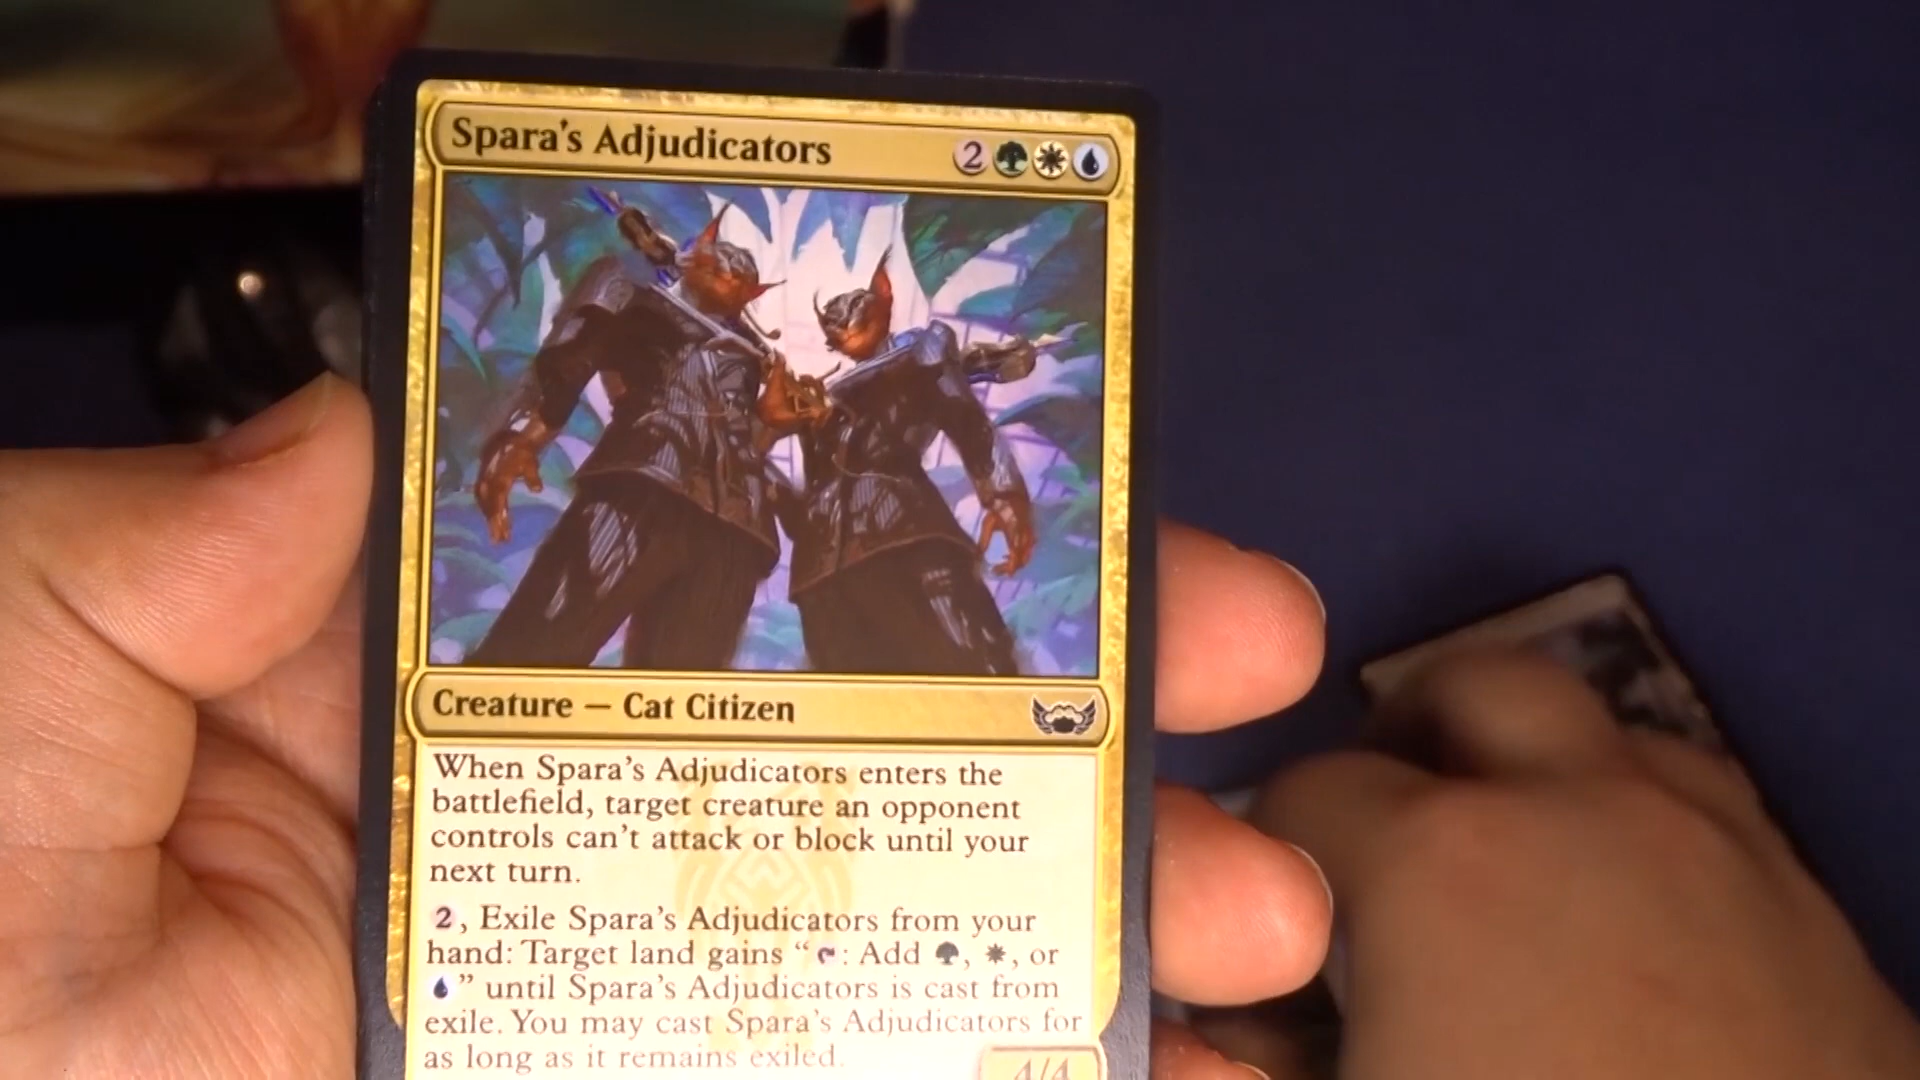 Spara's Adjudicators 2
Creature — Cat Citizen
When Spara's Adjudicators enters the
battlefield, target creature an opponent
controls can't attack or block until your
next turn.
2, Exile Spara's Adjudicators from your
hand: Target land gains “: Add , , or
” until Spara's Adjudicators is cast from
exile. You may cast Spara's Adjudicators for
as long as it remains exiled.
4/4